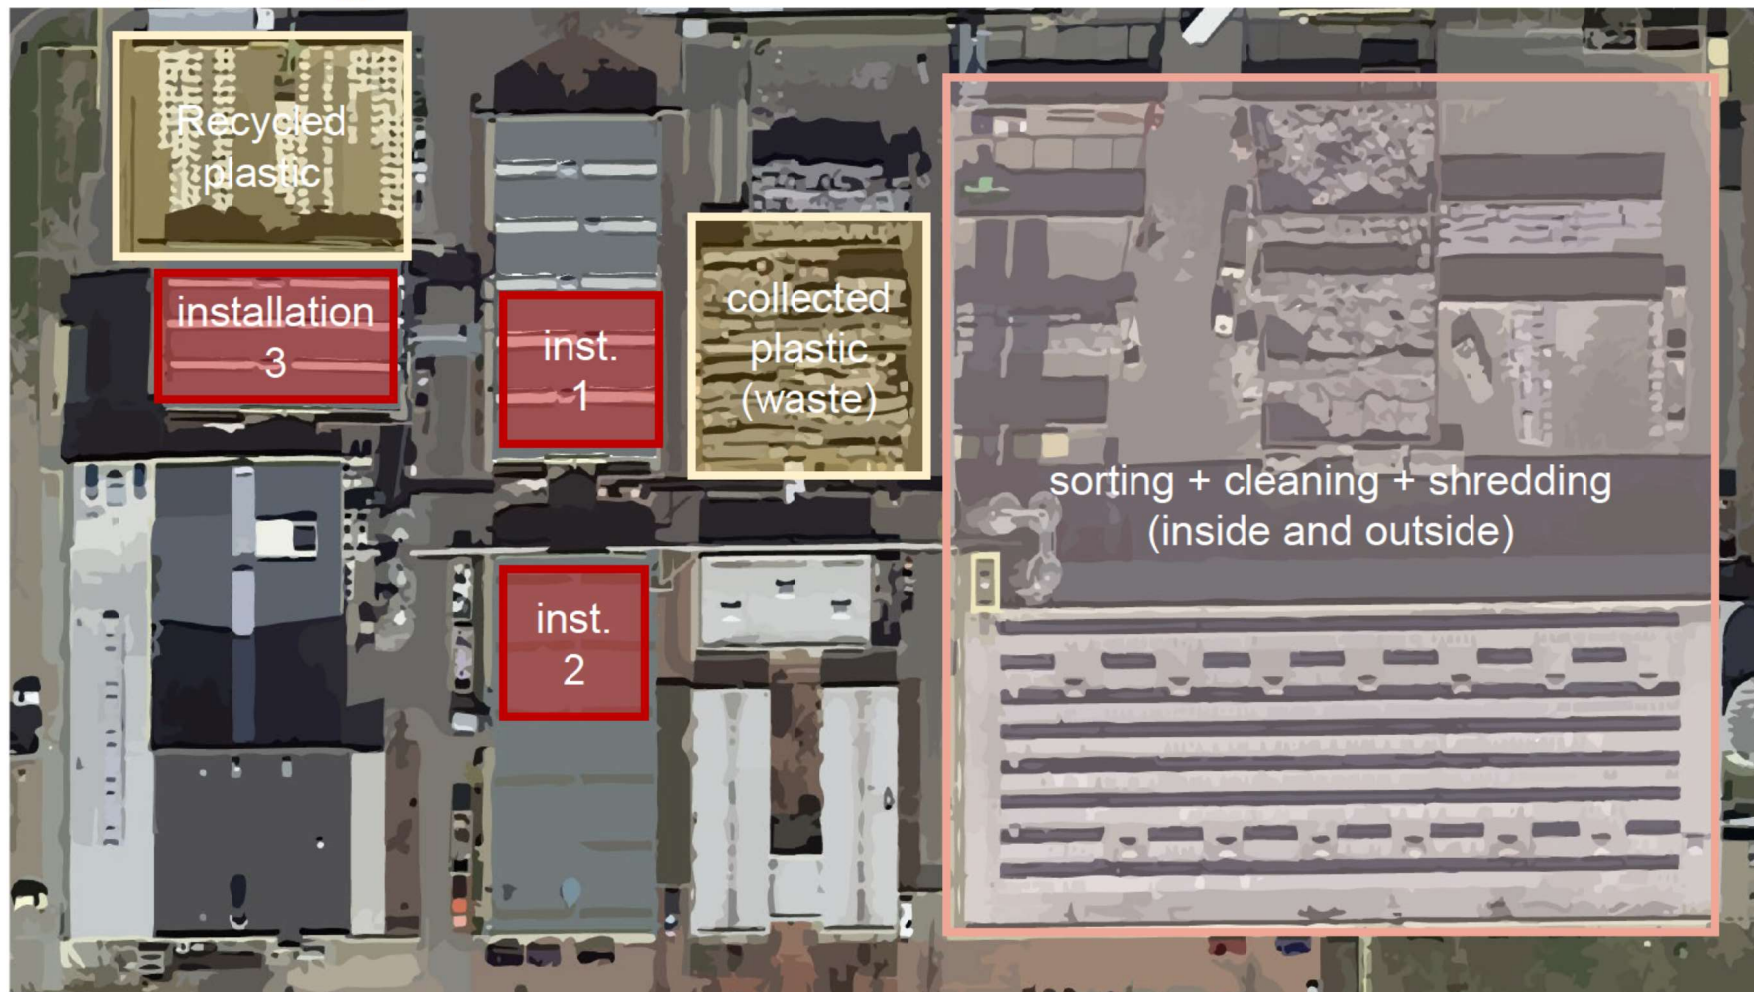 Recycled
plastic
installation
3
inst.
1
collected
plastic
(waste)
sorting + cleaning + shredding
(inside and outside)
inst.
2